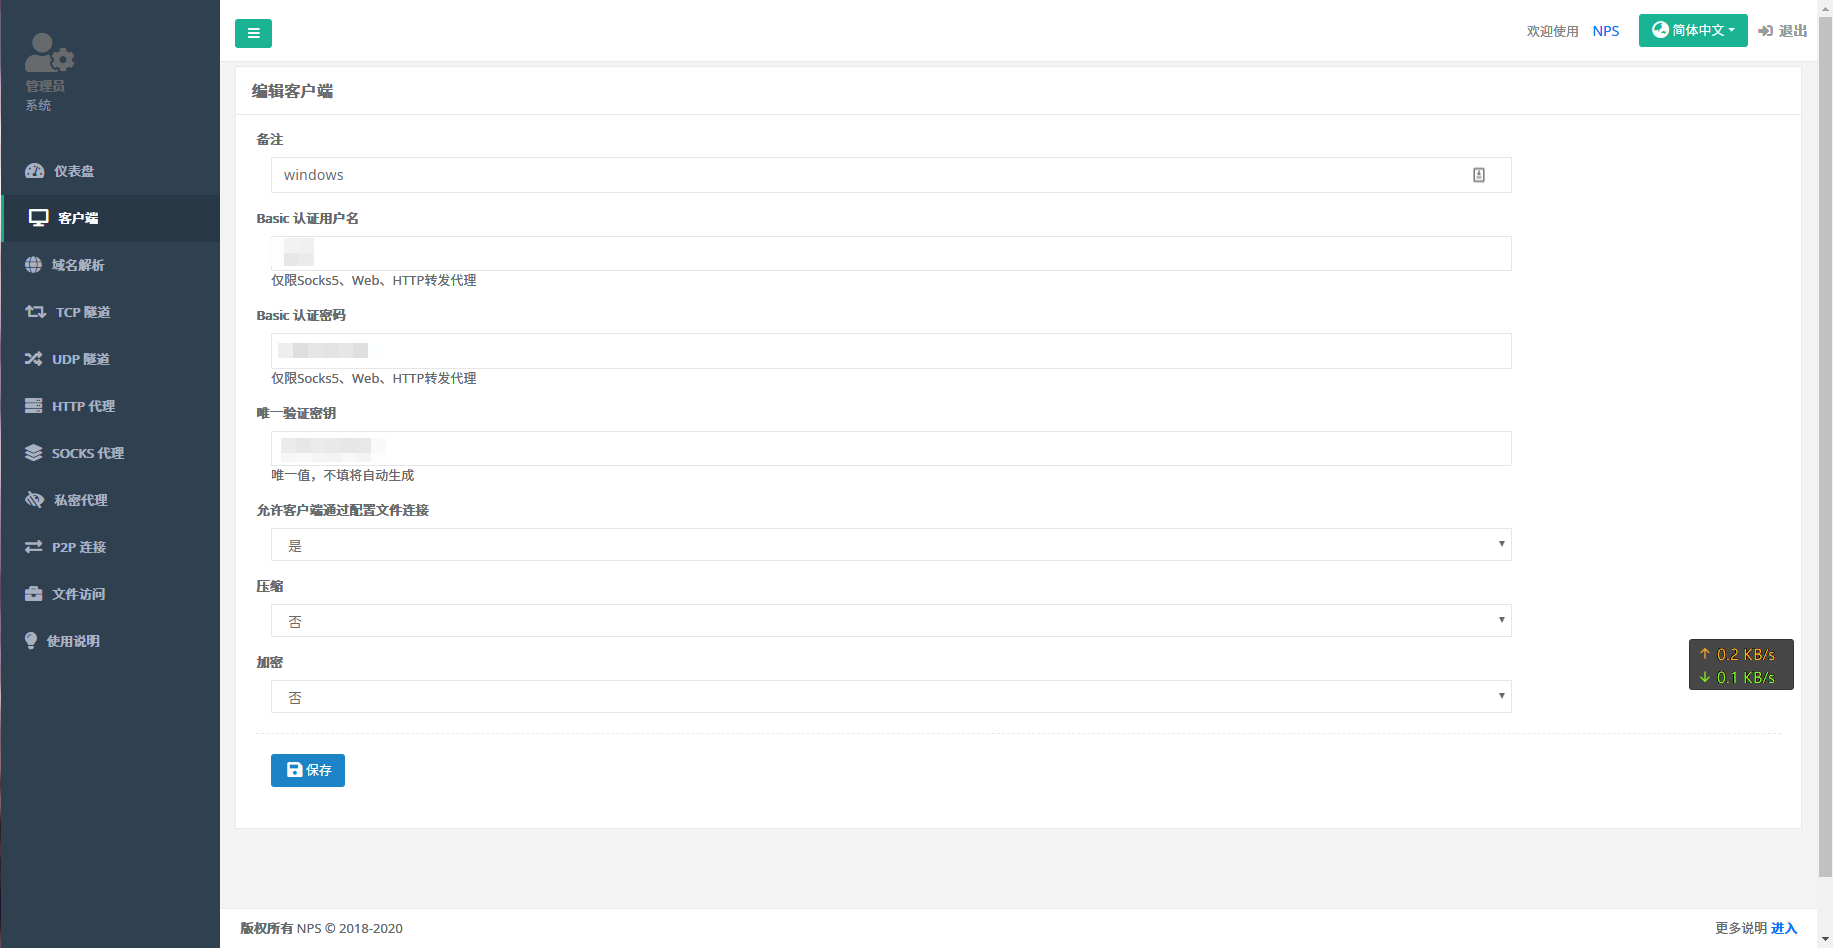 管理员
系统
仪表盘
客户端
域名解析
TCP 隧道
UDP 隧道
HTTP 代理
SOCKS 代理
私密代理
P2P 连接
文件访问
使用说明
欢迎使用 NPS 简体中文 退出
编辑客户端
备注
windows
Basic 认证用户名
仅限Socks5、Web、HTTP转发代理
Basic 认证密码
仅限Socks5、Web、HTTP转发代理
唯一验证密钥
唯一值，不填将自动生成
允许客户端通过配置文件连接
是
压缩
否
加密
否
↑ 0.2 KB/s
↓ 0.1 KB/s
保存
版权所有 NPS © 2018-2020
更多说明 进入